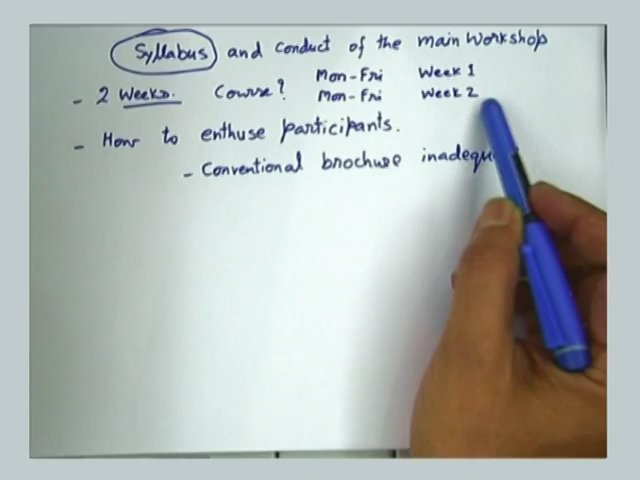 Syllabus and conduct of the main workshop
- 2 Weeks. Course? Mon-Fri Week 1
Mon-Fri Week 2
- How to enthuse participants.
- Conventional brochure